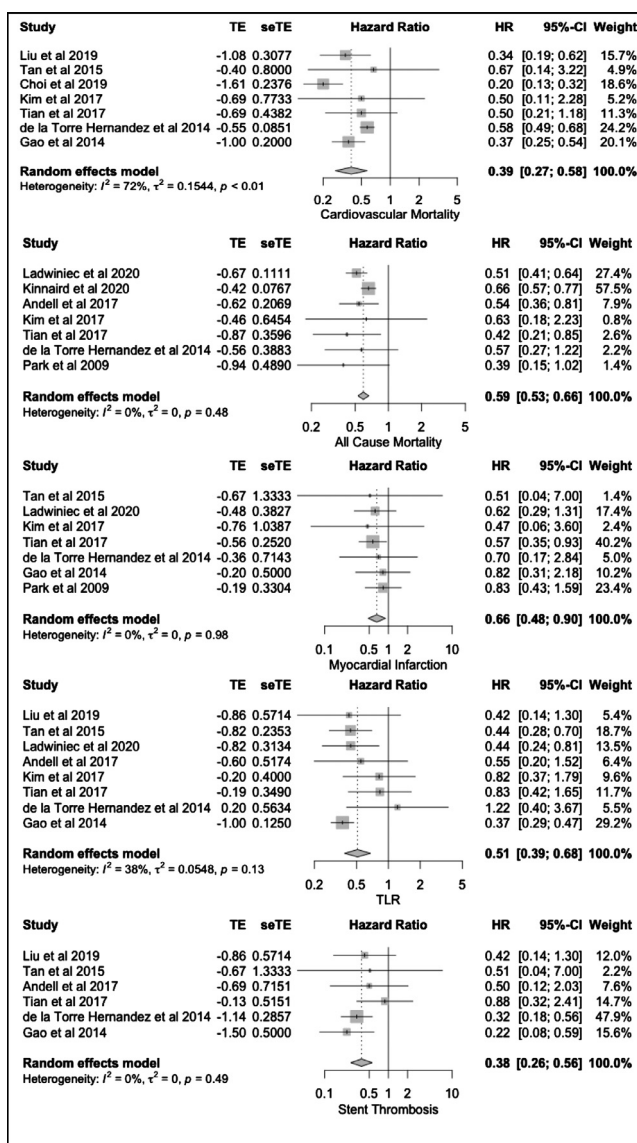 Study TE seTE Hazard Ratio HR 95%-CI Weight
Liu et al 2019 -1.08 0.3077 0.34 [0.19; 0.62] 15.7%
Tan et al 2015 -0.40 0.8000 0.67 [0.14; 3.22] 4.9%
Choi et al 2019 -1.61 0.2376 0.20 [0.13; 0.32] 18.6%
Kim et al 2017 -0.69 0.7733 0.50 [0.11; 2.28] 5.2%
Tian et al 2017 -0.69 0.4382 0.50 [0.21; 1.18] 11.3%
de la Torre Hernandez et al 2014 -0.55 0.0851 0.58 [0.49; 0.68] 24.2%
Gao et al 2014 -1.00 0.2000 0.37 [0.25; 0.54] 20.1%
Random effects model 0.39 [0.27; 0.58] 100.0%
Heterogeneity: I² = 72%, τ² = 0.1544, p < 0.01
0.2 0.5 1 2 5
Cardiovascular Mortality
Study TE seTE Hazard Ratio HR 95%-CI Weight
Ladwiniec et al 2020 -0.67 0.1111 0.51 [0.41; 0.64] 27.4%
Kinnaird et al 2020 -0.42 0.0767 0.66 [0.57; 0.77] 57.5%
Andell et al 2017 -0.62 0.2069 0.54 [0.36; 0.81] 7.9%
Kim et al 2017 -0.46 0.6454 0.63 [0.18; 2.23] 0.8%
Tian et al 2017 -0.87 0.3596 0.42 [0.21; 0.85] 2.6%
de la Torre Hernandez et al 2014 -0.56 0.3883 0.57 [0.27; 1.22] 2.2%
Park et al 2009 -0.94 0.4890 0.39 [0.15; 1.02] 1.4%
Random effects model 0.59 [0.53; 0.66] 100.0%
Heterogeneity: I² = 0%, τ² = 0, p = 0.48
0.2 0.5 1 2 5
All Cause Mortality
Study TE seTE Hazard Ratio HR 95%-CI Weight
Tan et al 2015 -0.67 1.3333 0.51 [0.04; 7.00] 1.4%
Ladwiniec et al 2020 -0.48 0.3827 0.62 [0.29; 1.31] 17.4%
Kim et al 2017 -0.76 1.0387 0.47 [0.06; 3.60] 2.4%
Tian et al 2017 -0.56 0.2520 0.57 [0.35; 0.93] 40.2%
de la Torre Hernandez et al 2014 -0.36 0.7143 0.70 [0.17; 2.84] 5.0%
Gao et al 2014 -0.20 0.5000 0.82 [0.31; 2.18] 10.2%
Park et al 2009 -0.19 0.3304 0.83 [0.43; 1.59] 23.4%
Random effects model 0.66 [0.48; 0.90] 100.0%
Heterogeneity: I² = 0%, τ² = 0, p = 0.98
0.1 0.5 1 2 10
Myocardial Infarction
Study TE seTE Hazard Ratio HR 95%-CI Weight
Liu et al 2019 -0.86 0.5714 0.42 [0.14; 1.30] 5.4%
Tan et al 2015 -0.82 0.2353 0.44 [0.28; 0.70] 18.7%
Ladwiniec et al 2020 -0.82 0.3134 0.44 [0.24; 0.81] 13.5%
Andell et al 2017 -0.60 0.5174 0.55 [0.20; 1.52] 6.4%
Kim et al 2017 -0.20 0.4000 0.82 [0.37; 1.79] 9.6%
Tian et al 2017 -0.19 0.3490 0.83 [0.42; 1.65] 11.7%
de la Torre Hernandez et al 2014 0.20 0.5634 1.22 [0.40; 3.67] 5.5%
Gao et al 2014 -1.00 0.1250 0.37 [0.29; 0.47] 29.2%
Random effects model 0.51 [0.39; 0.68] 100.0%
Heterogeneity: I² = 38%, τ² = 0.0548, p = 0.13
0.2 0.5 1 2 5
TLR
Study TE seTE Hazard Ratio HR 95%-CI Weight
Liu et al 2019 -0.86 0.5714 0.42 [0.14; 1.30] 12.0%
Tan et al 2015 -0.67 1.3333 0.51 [0.04; 7.00] 2.2%
Andell et al 2017 -0.69 0.7151 0.50 [0.12; 2.03] 7.6%
Tian et al 2017 -0.13 0.5151 0.88 [0.32; 2.41] 14.7%
de la Torre Hernandez et al 2014 -1.14 0.2857 0.32 [0.18; 0.56] 47.9%
Gao et al 2014 -1.50 0.5000 0.22 [0.08; 0.59] 15.6%
Random effects model 0.38 [0.26; 0.56] 100.0%
Heterogeneity: I² = 0%, τ² = 0, p = 0.49
0.1 0.5 1 2 10
Stent Thrombosis